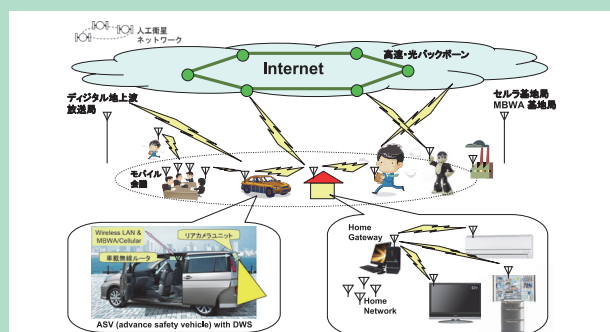 人工衛星
ネットワーク
Internet
高速・光バックボーン
ディジタル地上波
放送局
セルラ基地局
MBWA 基地局
モバイル
会議
Wireless LAN &
MBWA/Cellular
リアカメラユニット
車載無線ルータ
ASV (advance safety vehicle) with DWS
Home
Gateway
Home
Network